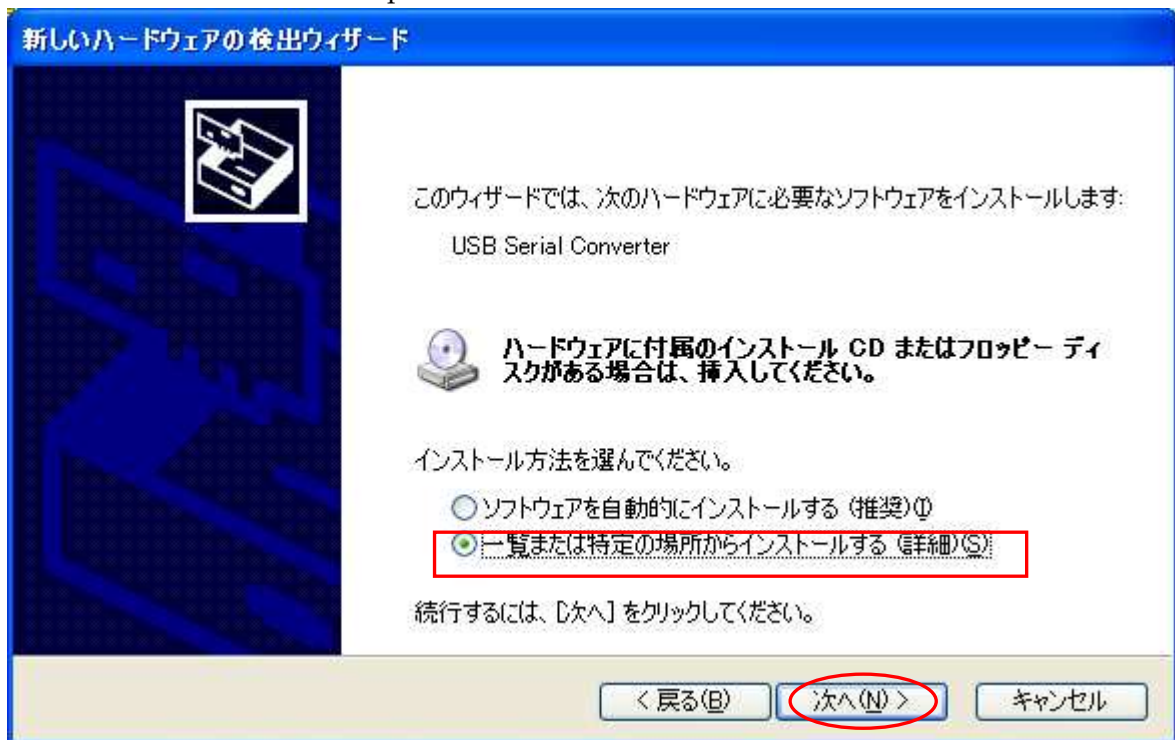 新しいハードウェアの検出ウィザード
このウィザードでは、次のハードウェアに必要なソフトウェアをインストールします:
USB Serial Converter
ハードウェアに付属のインストール CD またはフロッピー ディ
スクがある場合は、挿入してください。
インストール方法を選んでください。
ソフトウェアを自動的にインストールする (推奨)(I)
一覧または特定の場所からインストールする (詳細)(S)
続行するには、[次へ] をクリックしてください。
< 戻る(B) 次へ(N) > キャンセル